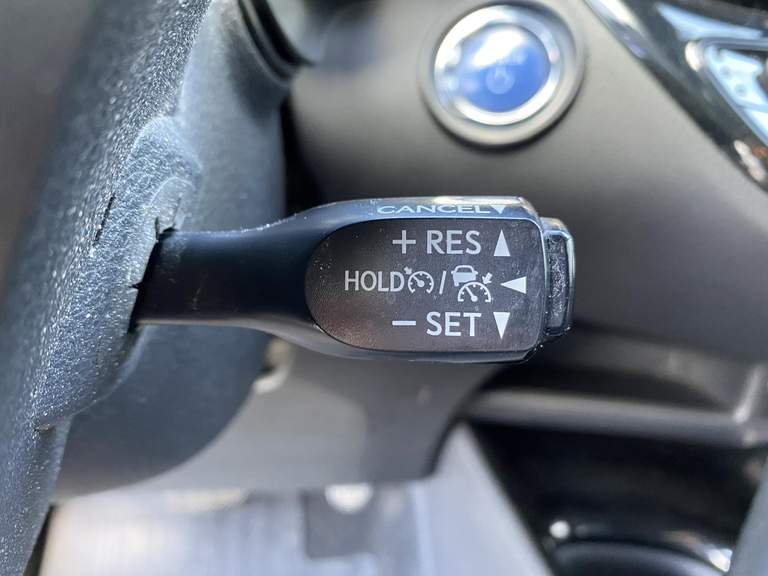 CANCEL▼
+ RES ▲
HOLD / ◀
− SET ▼